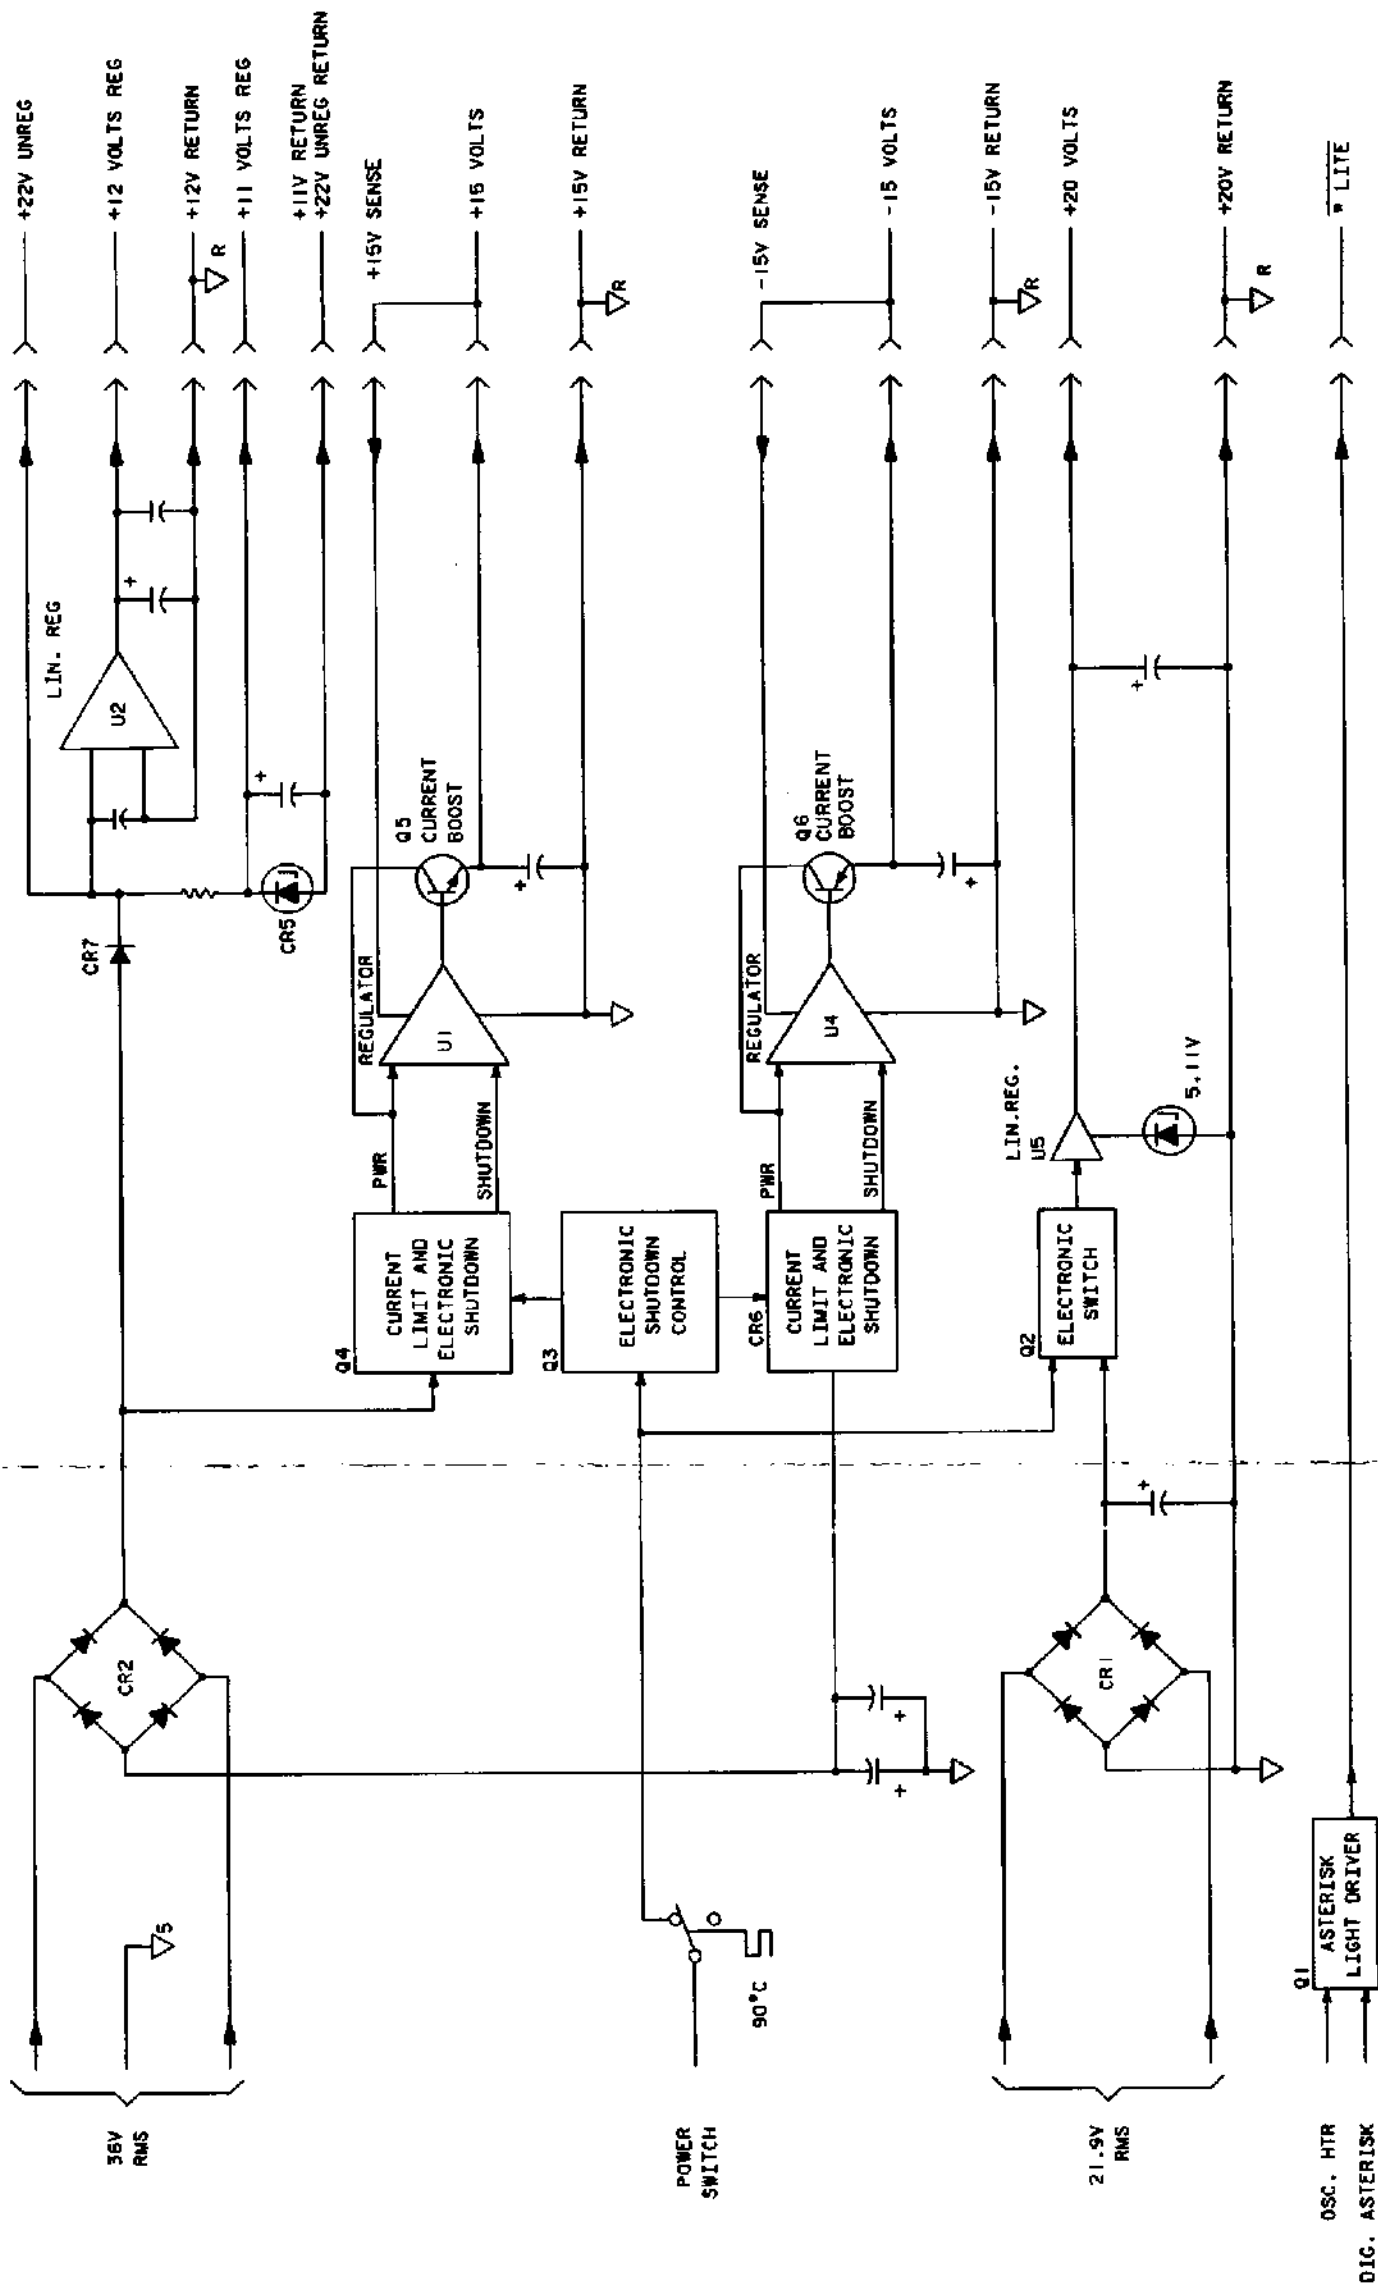 36V
RMS
S
CR2
CR7
LIN. REG
U2
+
+22V UNREG
+12 VOLTS REG
+12V RETURN
R
+11 VOLTS REG
+11V RETURN
+22V UNREG RETURN
CR5
+
Q4
CURRENT
LIMIT AND
ELECTRONIC
SHUTDOWN
PWR
SHUTDOWN
REGULATOR
U1
Q5
CURRENT
BOOST
+
+15V SENSE
+15 VOLTS
+15V RETURN
R
POWER
SWITCH
90°C
Q3
ELECTRONIC
SHUTDOWN
CONTROL
+
+
CR6
CURRENT
LIMIT AND
ELECTRONIC
SHUTDOWN
PWR
SHUTDOWN
REGULATOR
U4
Q6
CURRENT
BOOST
+
-15V SENSE
-15 VOLTS
-15V RETURN
R
21.9V
RMS
CR1
+
Q2
ELECTRONIC
SWITCH
LIN.REG.
U5
5.11V
+
+20 VOLTS
+20V RETURN
R
OSC. HTR
DIG. ASTERISK
Q1
ASTERISK
LIGHT DRIVER
* LITE